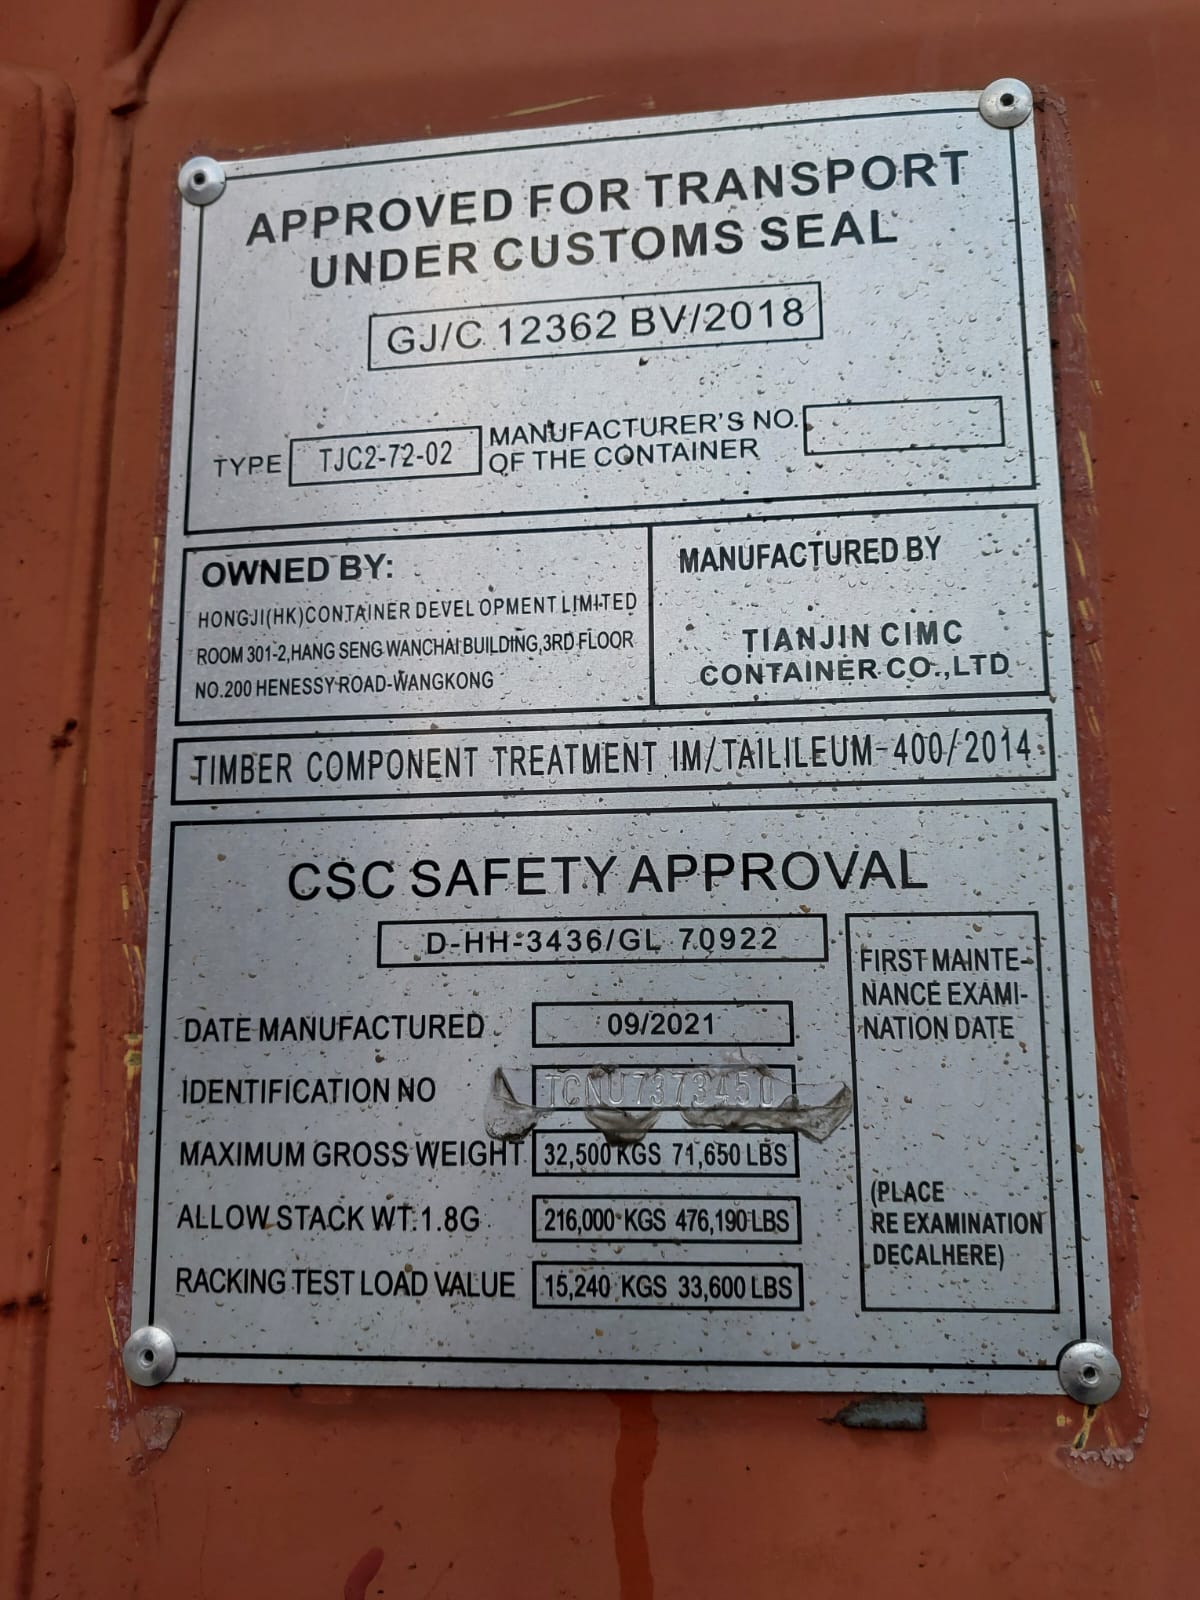 APPROVED FOR TRANSPORT
UNDER CUSTOMS SEAL
GJ/C 12362 BV/2018
TYPE TJC2-72-02 MANUFACTURER'S NO.
OF THE CONTAINER
OWNED BY:
HONGJI(HK)CONTAINER DEVELOPMENT LIMITED
ROOM 301-2,HANG SENG WANCHAI BUILDING,3RD FLOOR
NO.200 HENESSY ROAD-WANGKONG
MANUFACTURED BY
TIANJIN CIMC
CONTAINER CO.,LTD
TIMBER COMPONENT TREATMENT IM/TAILILEUM-400/2014
CSC SAFETY APPROVAL
D-HH-3436/GL 70922
DATE MANUFACTURED 09/2021
IDENTIFICATION NO TCNU7373450
MAXIMUM GROSS WEIGHT 32,500 KGS 71,650 LBS
ALLOW STACK WT.1.8G 216,000 KGS 476,190 LBS
RACKING TEST LOAD VALUE 15,240 KGS 33,600 LBS
FIRST MAINTE-
NANCE EXAMI-
NATION DATE
(PLACE
RE EXAMINATION
DECALHERE)